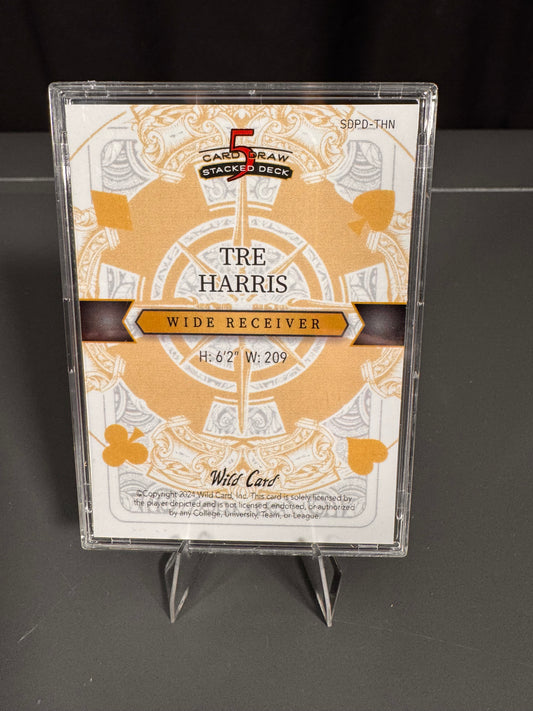 SDPD-THN
5
CARD DRAW
STACKED DECK
TRE
HARRIS
WIDE RECEIVER
H: 6'2" W: 209
Wild Card
©Copyright 2024 Wild Card, Inc. This card is solely licensed by
the player depicted and is not licensed, endorsed, or authorized
by any College, University, Team, or League.